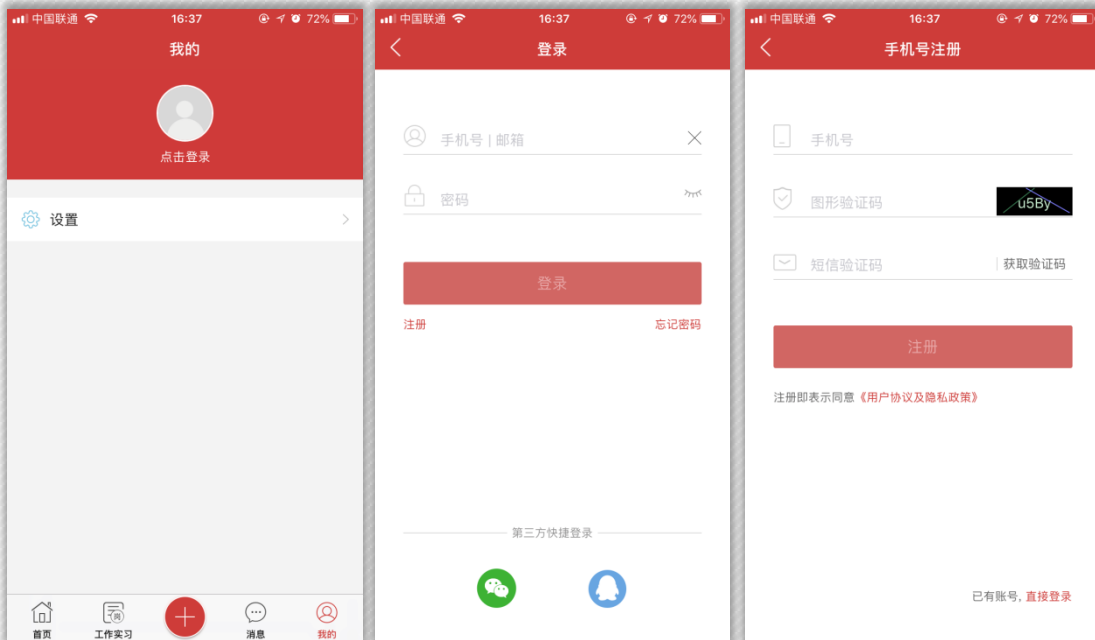 中国联通
16:37
72%
我的
点击登录
设置
首页
工作实习
消息
我的
中国联通
16:37
72%
登录
手机号 | 邮箱
密码
登录
注册
忘记密码
第三方快捷登录
中国联通
16:37
72%
手机号注册
手机号
图形验证码
u5By
短信验证码
获取验证码
注册
注册即表示同意《用户协议及隐私政策》
已有账号, 直接登录